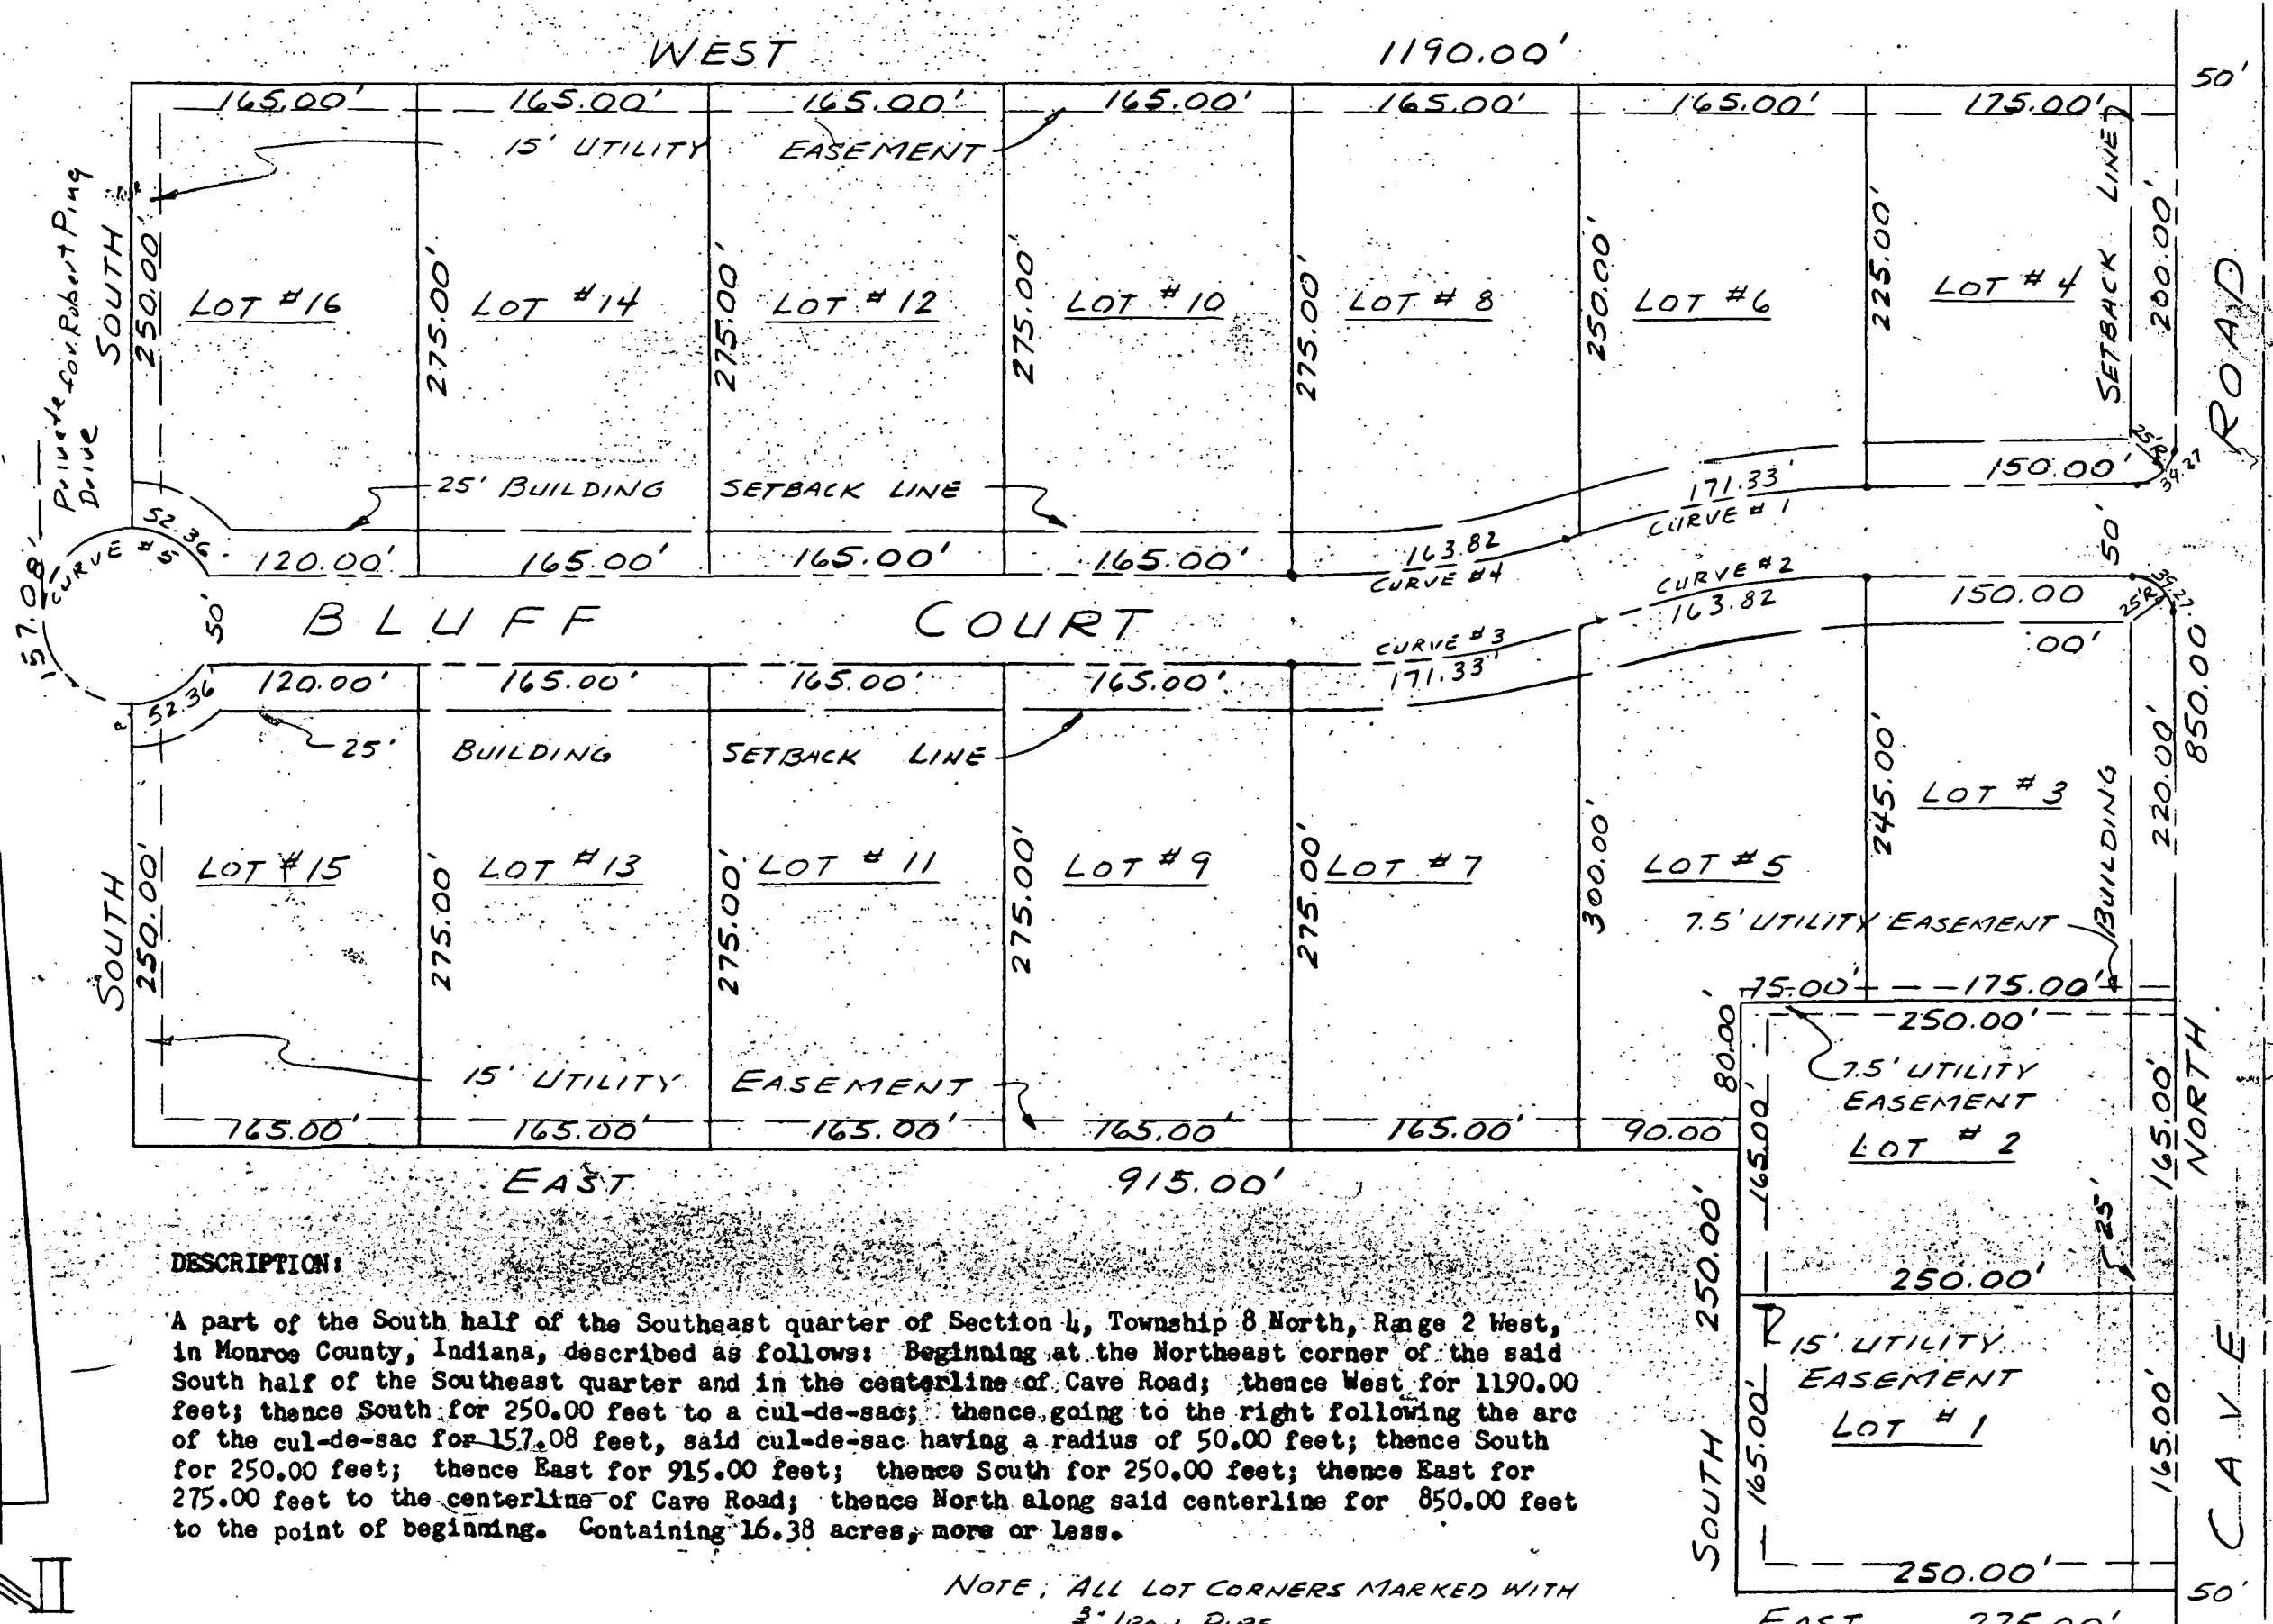 WEST 1190.00'
50'
165.00' 165.00' 165.00' 165.00' 165.00' 165.00' 175.00'
15' UTILITY EASEMENT
SETBACK LINE
Private for Robert Ping
Drive
SOUTH
250.00'
275.00'
275.00'
275.00'
275.00'
250.00'
225.00'
200.00'
ROAD
LOT #16 LOT #14 LOT #12 LOT #10 LOT # 8 LOT #6 LOT # 4
25' BUILDING SETBACK LINE
52.36
CURVE #5
157.08'
120.00' 165.00' 165.00' 165.00'
163.82
CURVE #4
171.33'
CURVE # 1
150.00'
25'R
39.27
50'
BLUFF COURT
50'
CURVE #2
163.82
150.00
25'R
39.27
.00'
CURVE #3
171.33'
52.36
120.00' 165.00' 165.00' 165.00'
25' BUILDING SETBACK LINE
850.00'
SOUTH
250.00'
275.00'
275.00'
275.00'
275.00'
300.00'
245.00'
BUILDING
220.00'
LOT #15 LOT #13 LOT # 11 LOT #9 LOT # 7 LOT #5 LOT # 3
7.5' UTILITY EASEMENT
75.00' 175.00'
250.00'
80.00'
15' UTILITY EASEMENT
165.00' 165.00' 165.00' 165.00' 165.00' 90.00'
EAST 915.00'
7.5' UTILITY
EASEMENT
LOT # 2
165.00'
165.00'
NORTH
25'
250.00'
SOUTH 250.00'
15' UTILITY
EASEMENT
LOT # 1
165.00'
165.00'
CAVE
250.00'
50'
EAST 275.00'
DESCRIPTION:
A part of the South half of the Southeast quarter of Section 4, Township 8 North, Range 2 West,
in Monroe County, Indiana, described as follows: Beginning at the Northeast corner of the said
South half of the Southeast quarter and in the centerline of Cave Road; thence West for 1190.00
feet; thence South for 250.00 feet to a cul-de-sac; thence going to the right following the arc
of the cul-de-sac for 157.08 feet, said cul-de-sac having a radius of 50.00 feet; thence South
for 250.00 feet; thence East for 915.00 feet; thence South for 250.00 feet; thence East for
275.00 feet to the centerline of Cave Road; thence North along said centerline for 850.00 feet
to the point of beginning. Containing 16.38 acres, more or less.
NOTE; ALL LOT CORNERS MARKED WITH